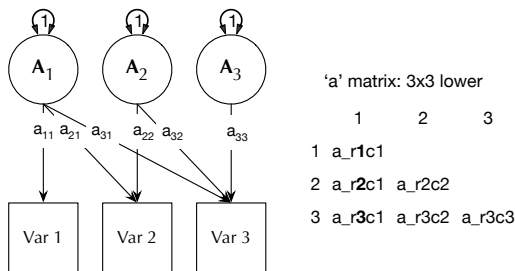 1 1 1
A1 A2 A3
a11 a21 a31 a22 a32 a33
Var 1 Var 2 Var 3
'a' matrix: 3x3 lower
1 2 3
1 a_r1c1
2 a_r2c1 a_r2c2
3 a_r3c1 a_r3c2 a_r3c3